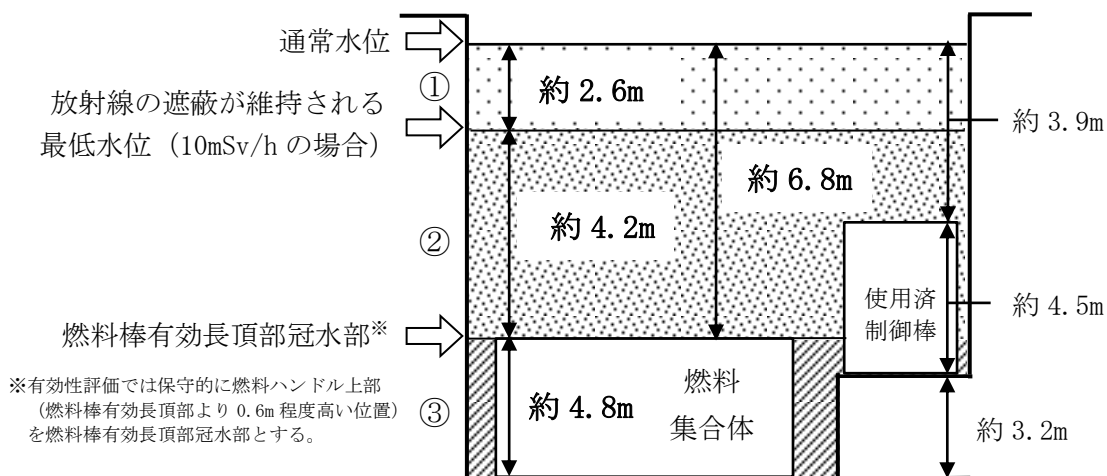 通常水位
①
約 2.6m
放射線の遮蔽が維持される
最低水位（10mSv/h の場合）
約 3.9m
約 6.8m
②
約 4.2m
使用済
制御棒
約 4.5m
燃料棒有効長頂部冠水部※
※有効性評価では保守的に燃料ハンドル上部
（燃料棒有効長頂部より 0.6m 程度高い位置）
を燃料棒有効長頂部冠水部とする。
③
約 4.8m
燃料
集合体
約 3.2m